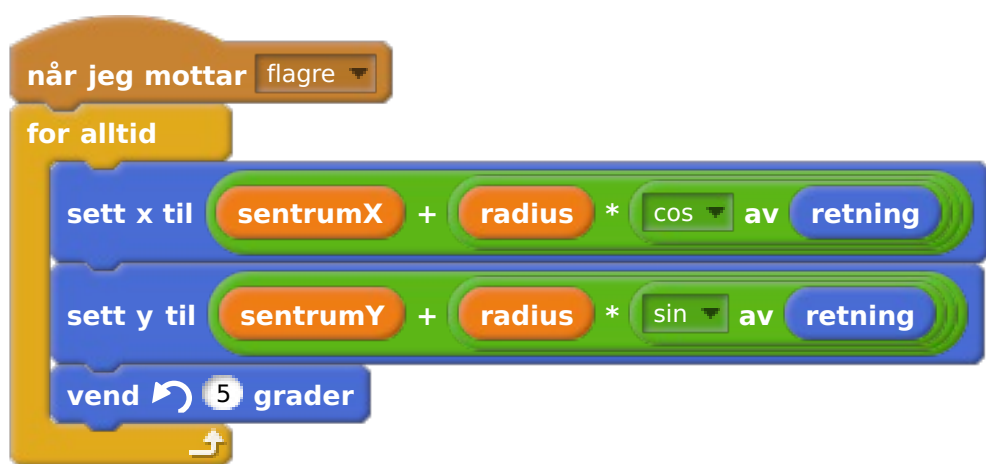 når jeg mottar flagre
for alltid
sett x til sentrumX + radius * cos av retning
sett y til sentrumY + radius * sin av retning
vend 5 grader